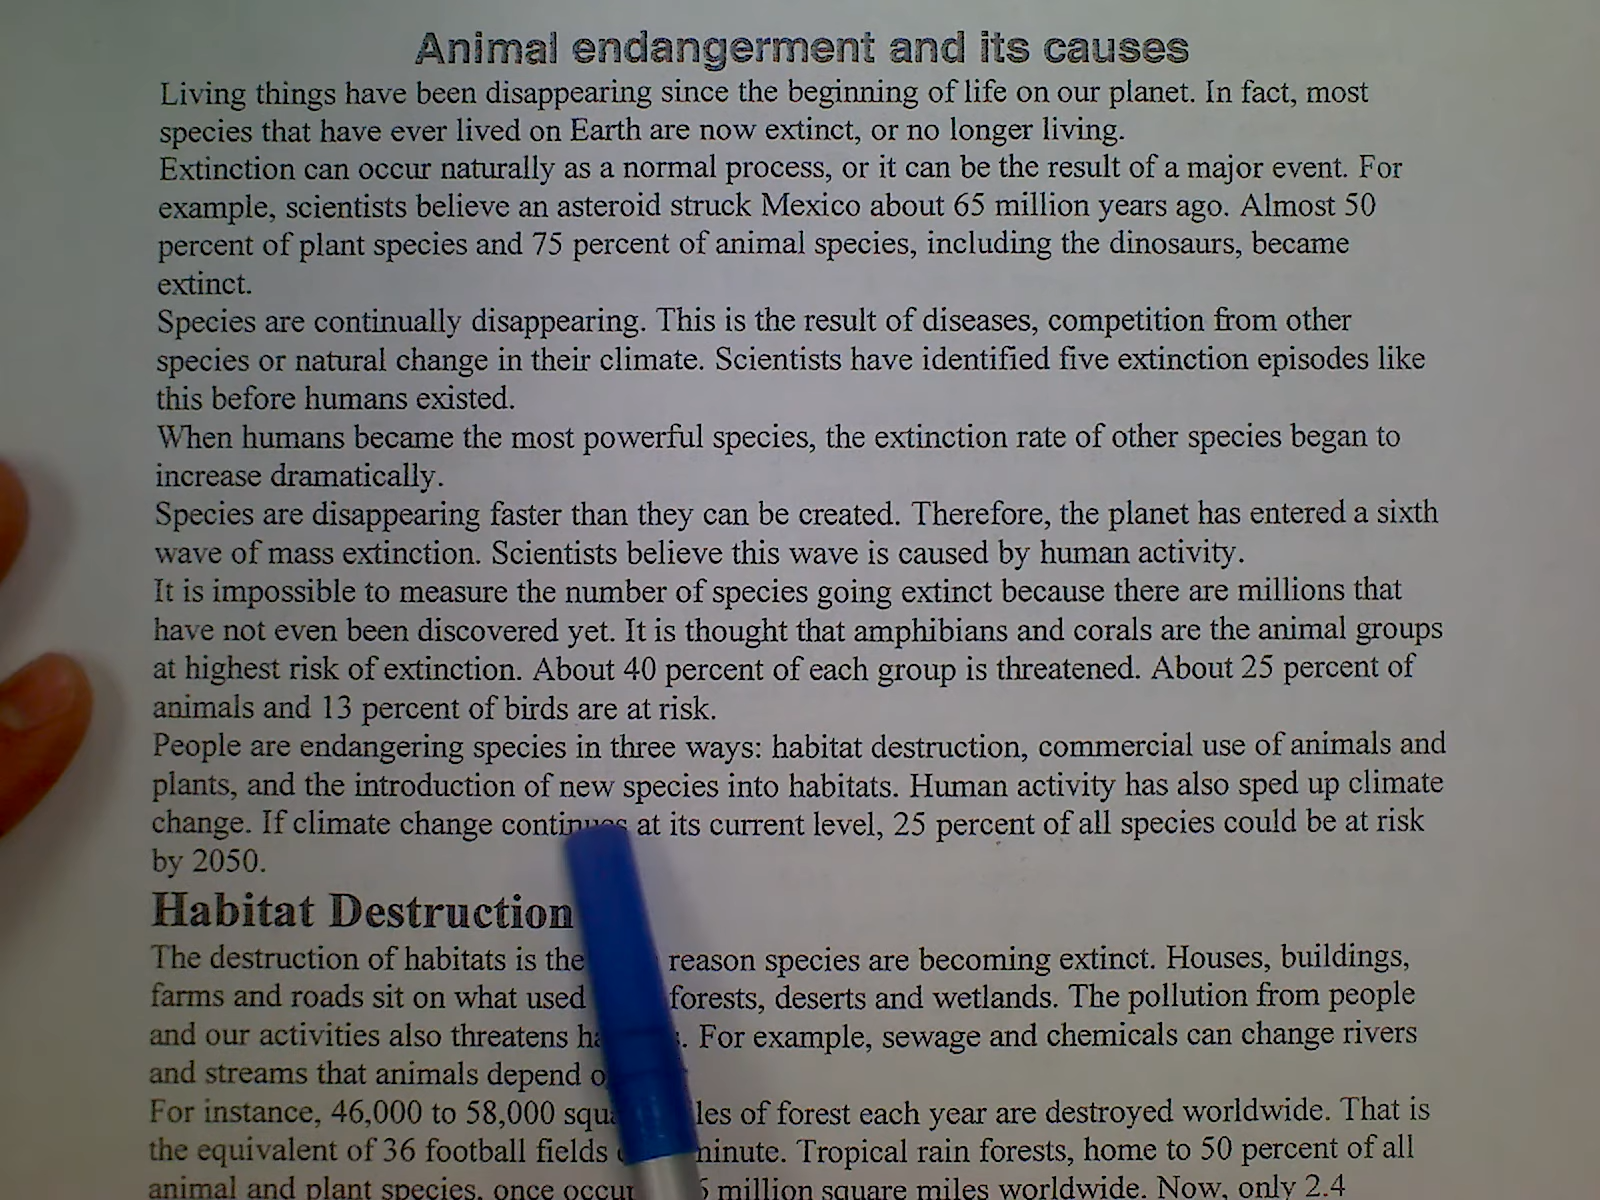 Animal endangerment and its causes
Living things have been disappearing since the beginning of life on our planet. In fact, most
species that have ever lived on Earth are now extinct, or no longer living.
Extinction can occur naturally as a normal process, or it can be the result of a major event. For
example, scientists believe an asteroid struck Mexico about 65 million years ago. Almost 50
percent of plant species and 75 percent of animal species, including the dinosaurs, became
extinct.
Species are continually disappearing. This is the result of diseases, competition from other
species or natural change in their climate. Scientists have identified five extinction episodes like
this before humans existed.
When humans became the most powerful species, the extinction rate of other species began to
increase dramatically.
Species are disappearing faster than they can be created. Therefore, the planet has entered a sixth
wave of mass extinction. Scientists believe this wave is caused by human activity.
It is impossible to measure the number of species going extinct because there are millions that
have not even been discovered yet. It is thought that amphibians and corals are the animal groups
at highest risk of extinction. About 40 percent of each group is threatened. About 25 percent of
animals and 13 percent of birds are at risk.
People are endangering species in three ways: habitat destruction, commercial use of animals and
plants, and the introduction of new species into habitats. Human activity has also sped up climate
change. If climate change continues at its current level, 25 percent of all species could be at risk
by 2050.
Habitat Destruction
The destruction of habitats is the reason species are becoming extinct. Houses, buildings,
farms and roads sit on what used forests, deserts and wetlands. The pollution from people
and our activities also threatens For example, sewage and chemicals can change rivers
and streams that animals depend
For instance, 46,000 to 58,000 of forest each year are destroyed worldwide. That is
the equivalent of 36 football fields minute. Tropical rain forests, home to 50 percent of all
animal and plant species, once million square miles worldwide. Now, only 2.4